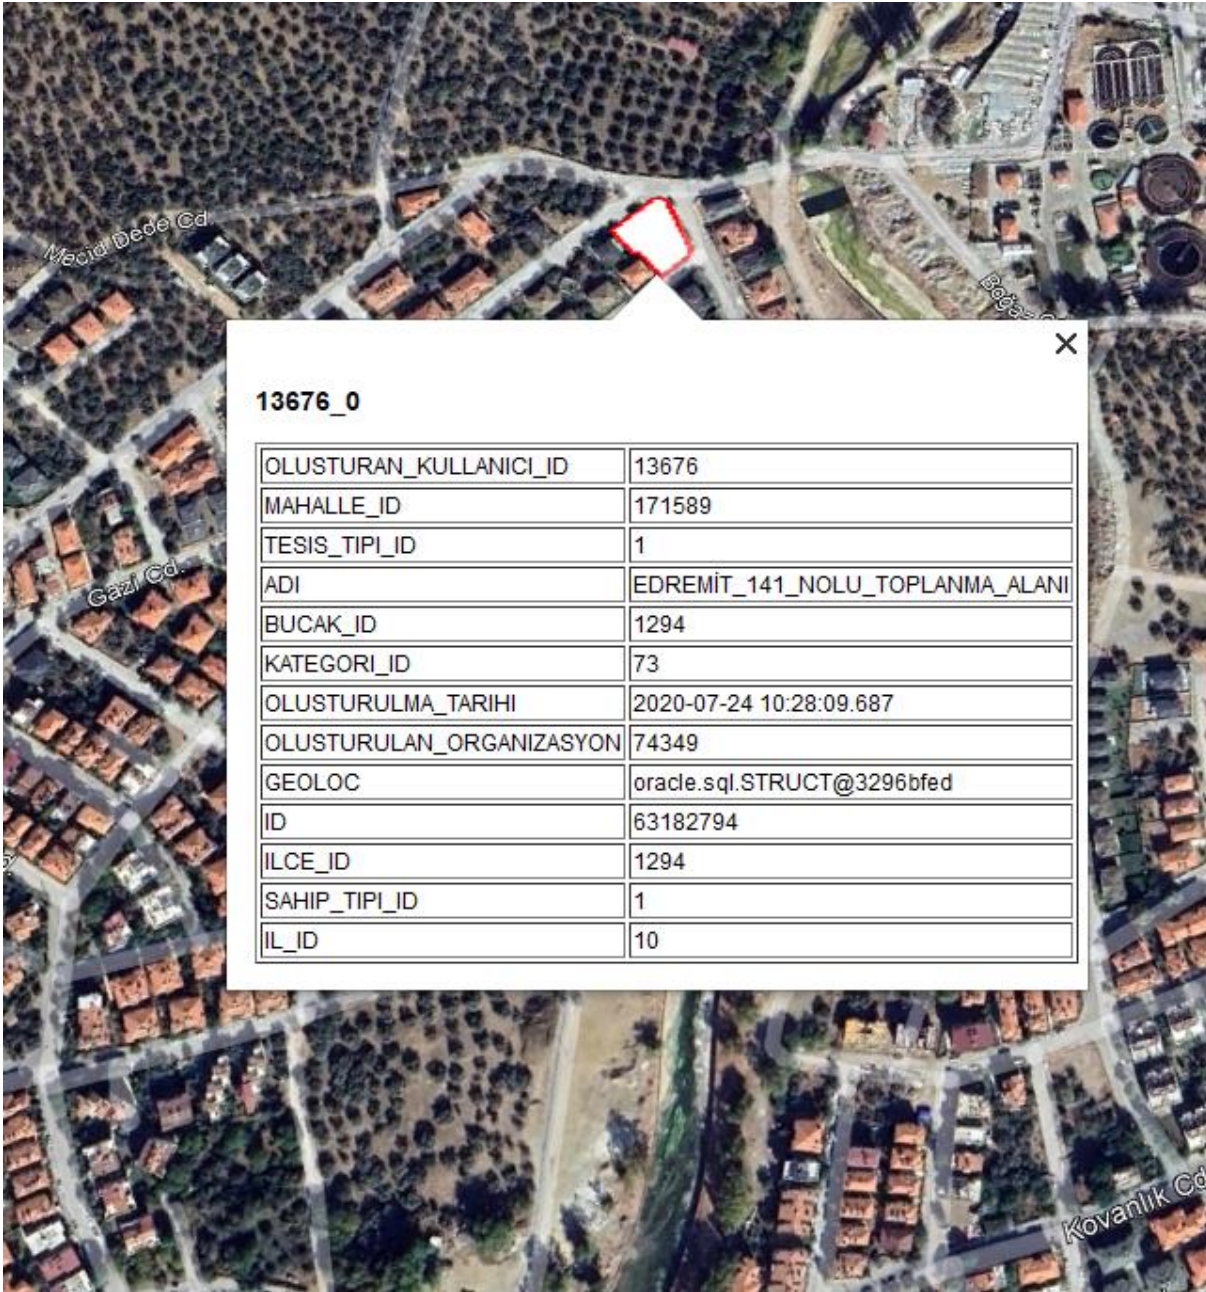 Mecid Dede Cd.
Gazi Cd.
13676_0
OLUSTURAN_KULLANICI_ID 13676
MAHALLE_ID 171589
TESIS_TIPI_ID 1
ADI EDREMİT_141_NOLU_TOPLANMA_ALANI
BUCAK_ID 1294
KATEGORI_ID 73
OLUSTURULMA_TARIHI 2020-07-24 10:28:09.687
OLUSTURULAN_ORGANIZASYON 74349
GEOLOC oracle.sql.STRUCT@3296bfed
ID 63182794
ILCE_ID 1294
SAHIP_TIPI_ID 1
IL_ID 10
Kovanlık Cd